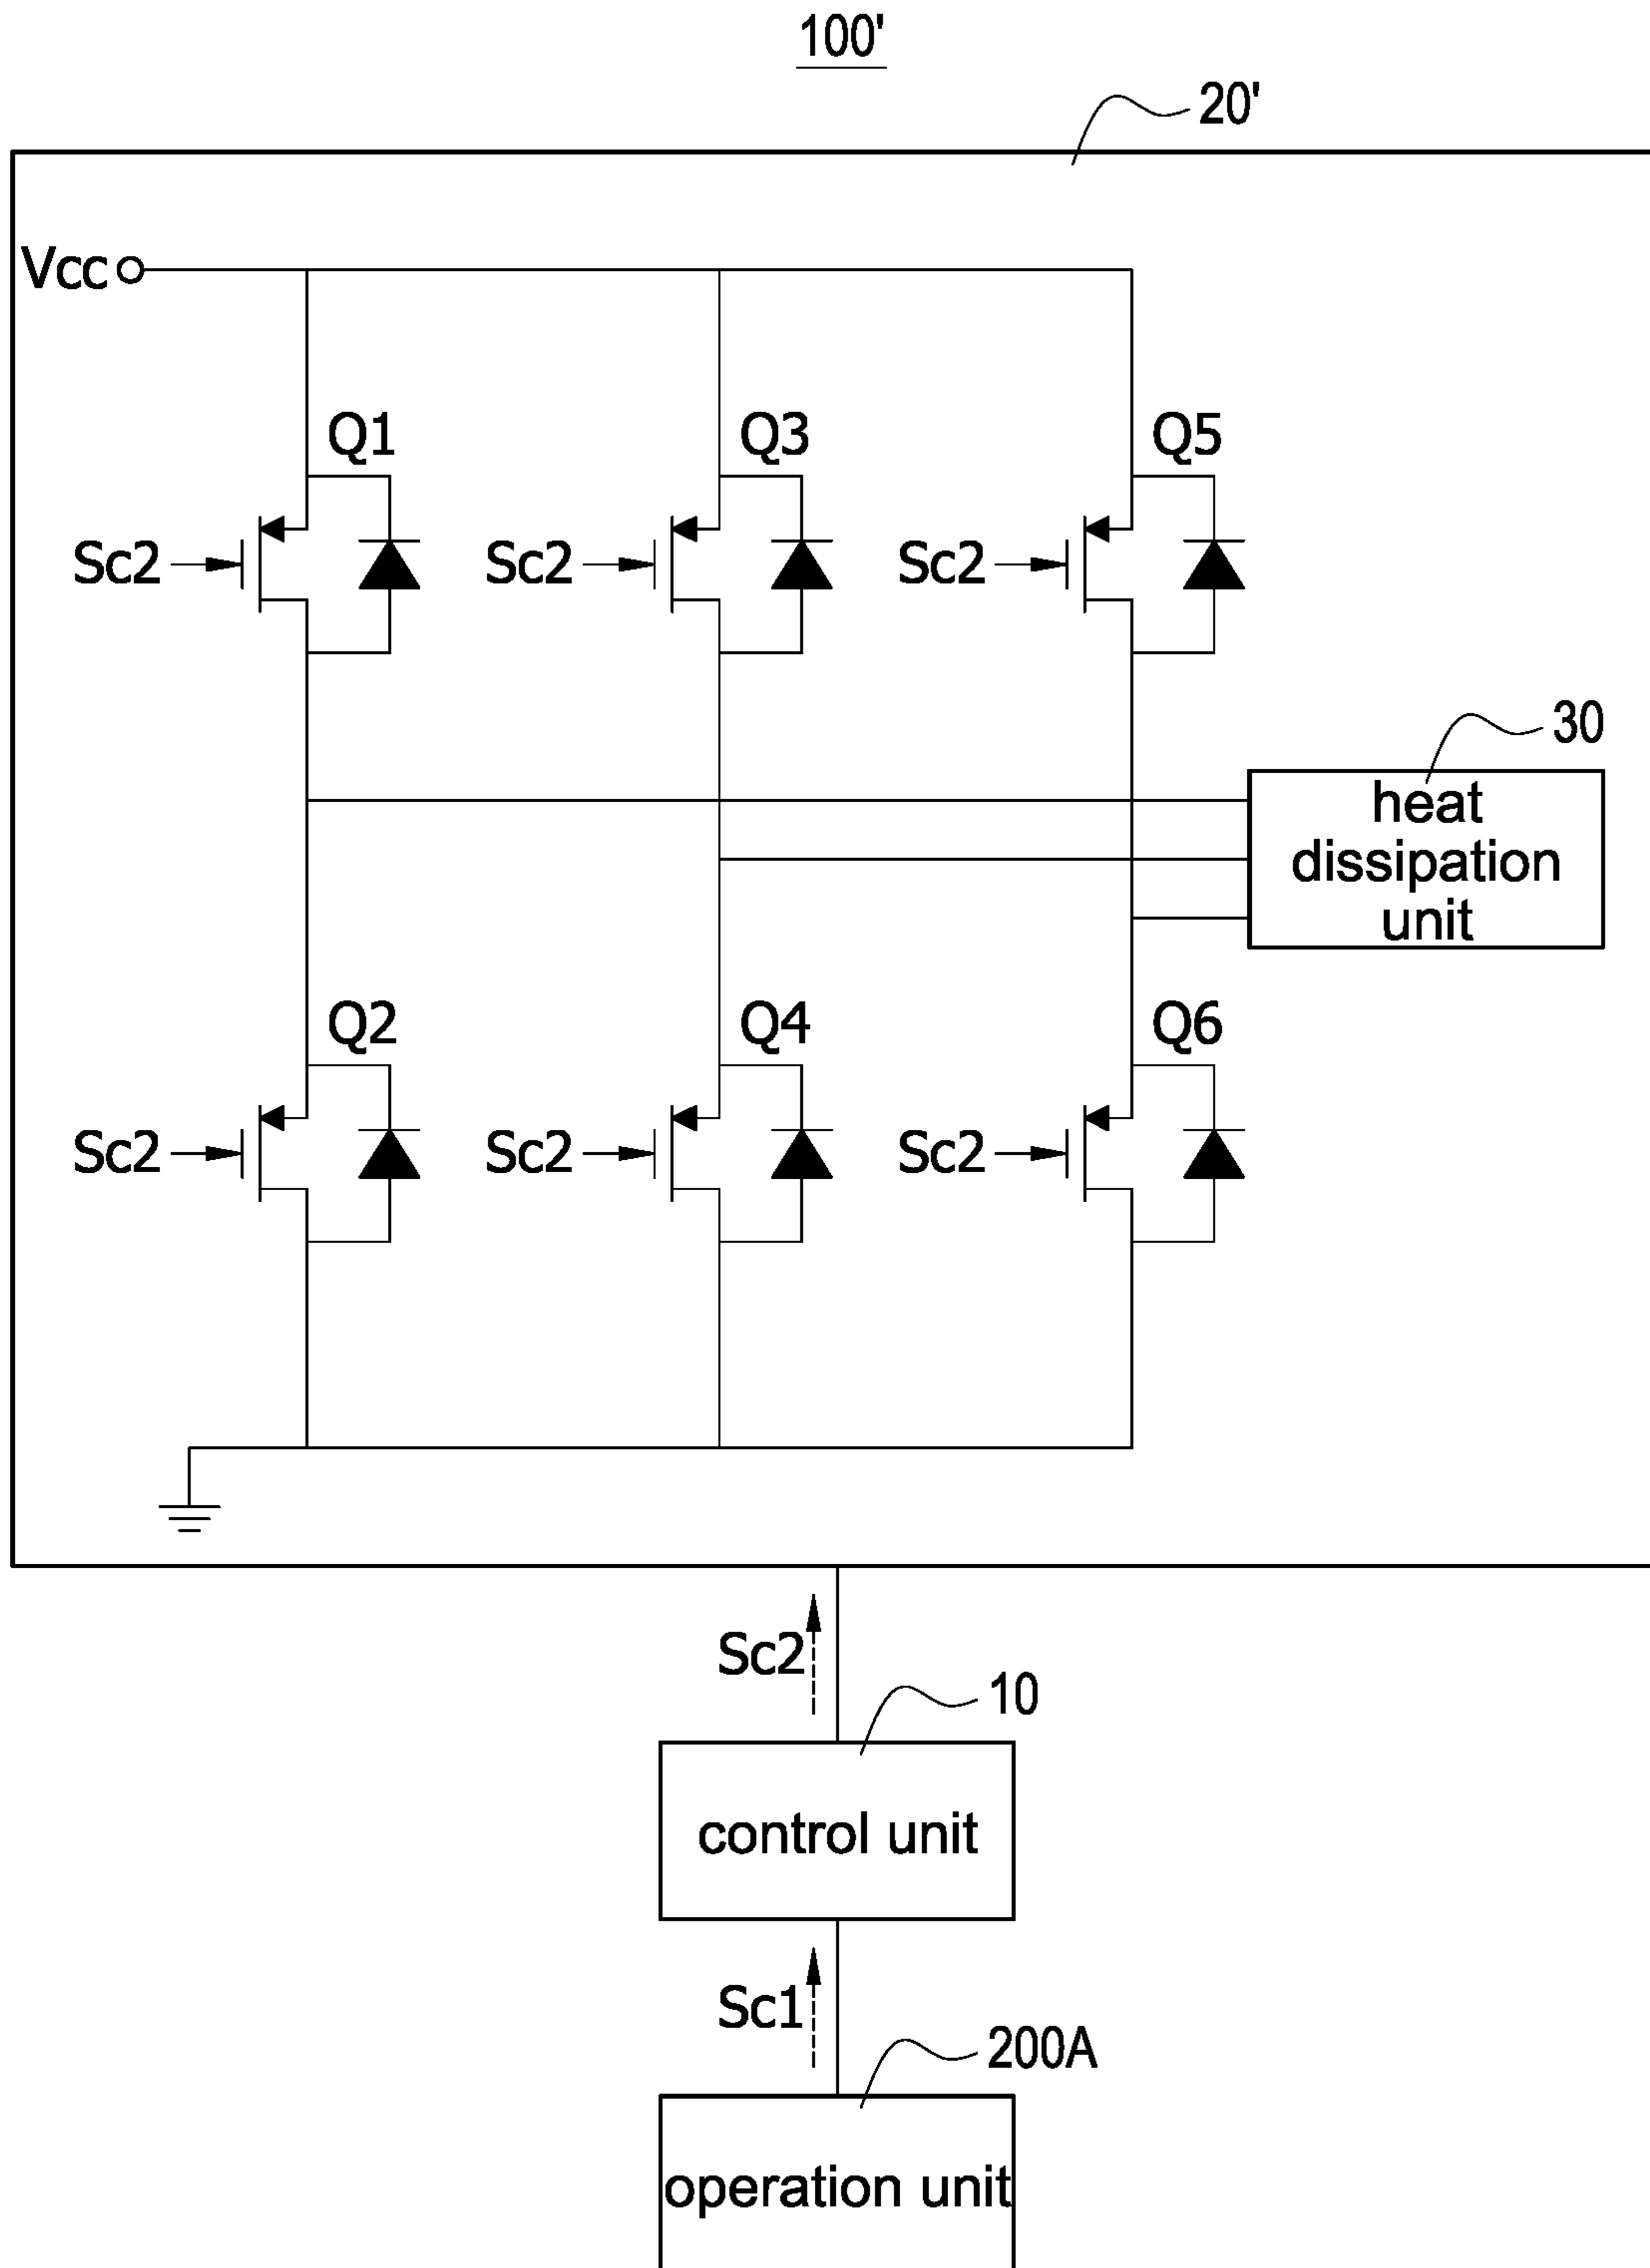 100'
20'
Vcc
Q1 Q3 Q5
Sc2 Sc2 Sc2
30
heat
dissipation
unit
Q2 Q4 Q6
Sc2 Sc2 Sc2
Sc2
10
control unit
Sc1
200A
operation unit